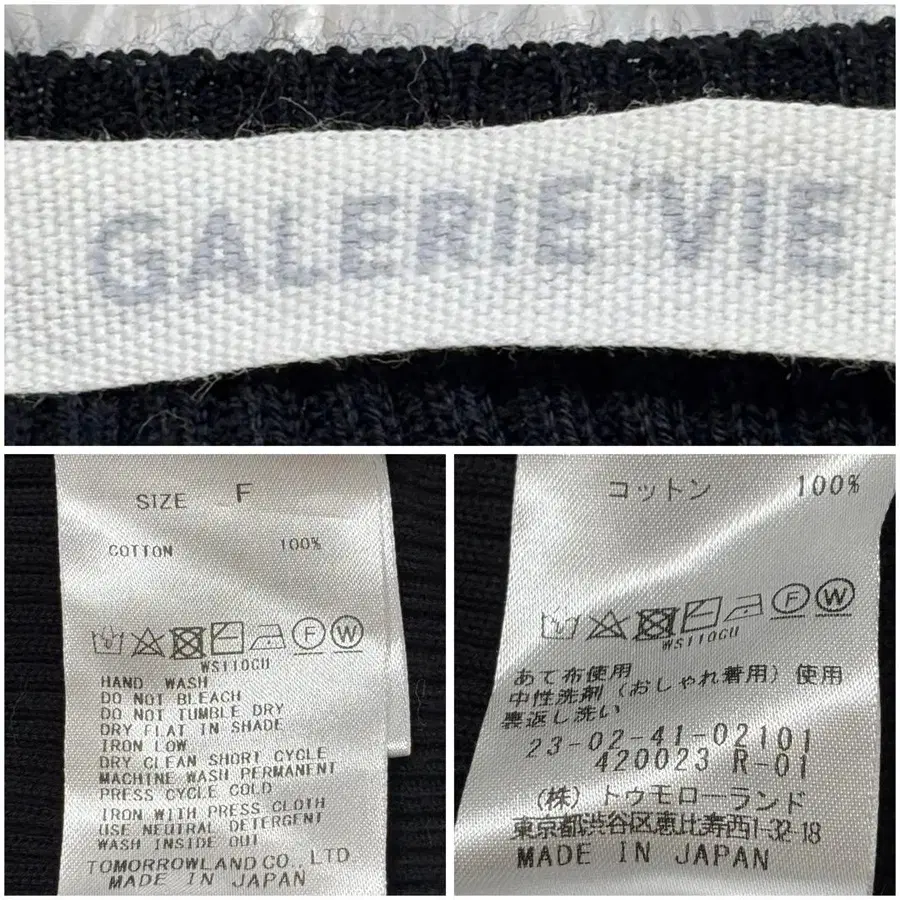 GALERIE VIE
SIZE F
COTTON 100%
F W
WS110CU
HAND WASH
DO NOT BLEACH
DO NOT TUMBLE DRY
DRY FLAT IN SHADE
IRON LOW
DRY CLEAN SHORT CYCLE
MACHINE WASH PERMANENT
PRESS CYCLE COLD
IRON WITH PRESS CLOTH
USE NEUTRAL DETERGENT
WASH INSIDE OUT
TOMORROWLAND CO., LTD.
MADE IN JAPAN
コットン 100%
F W
WS110CU
あて布使用
中性洗剤(おしゃれ着用)使用
裏返し洗い
23-02-41-02101
420023 R-01
(株)トゥモローランド
東京都渋谷区恵比寿西1-32-18
MADE IN JAPAN